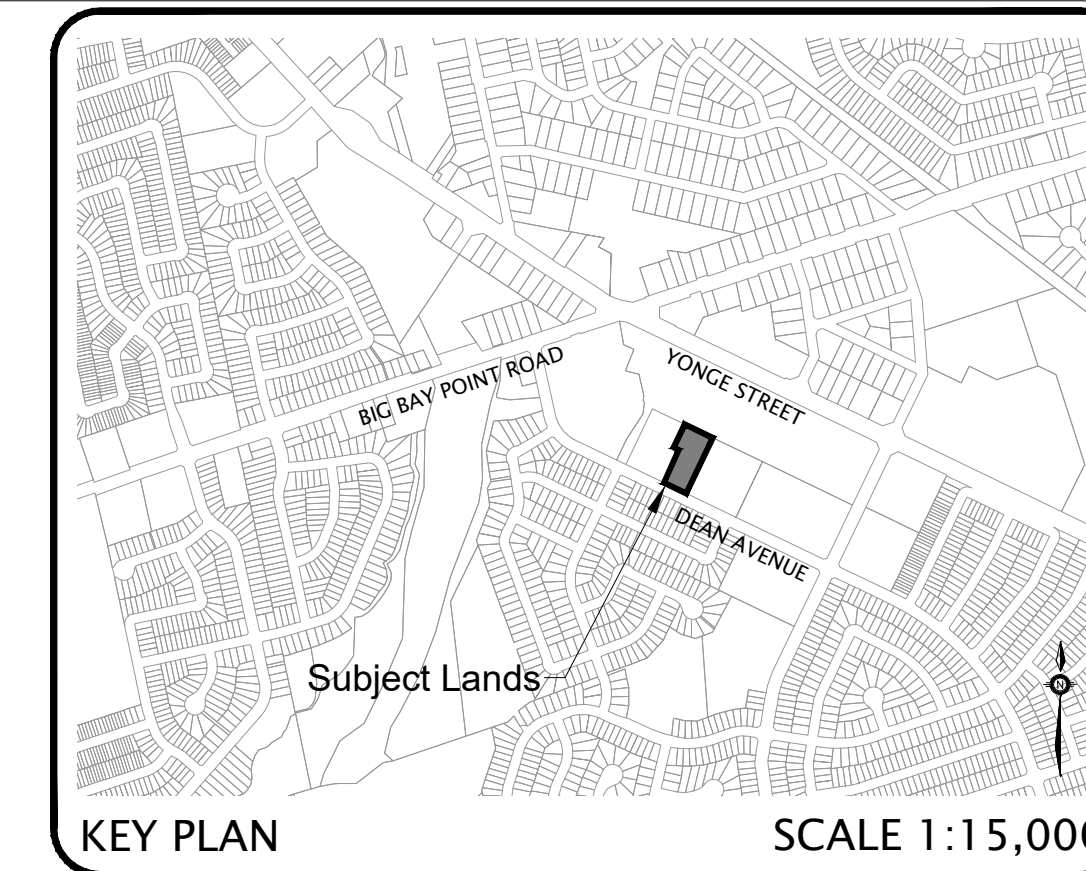 BIG BAY POINT ROAD
YONGE STREET
DEAN AVENUE
Subject Lands
N
KEY PLAN
SCALE 1:15,000